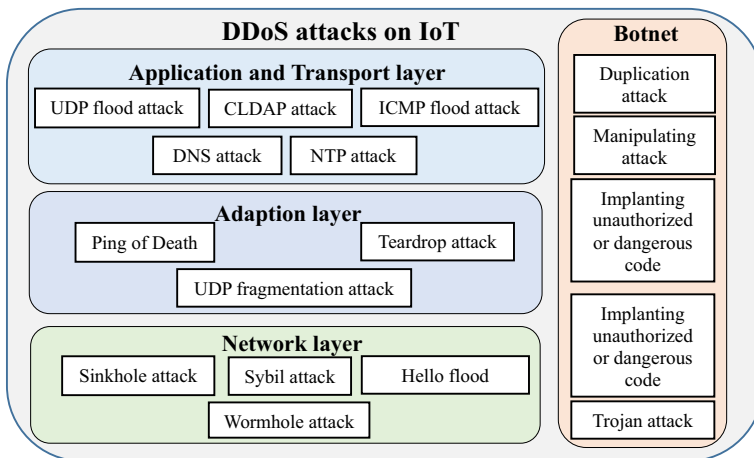 DDoS attacks on IoT
Application and Transport layer
UDP flood attack
CLDAP attack
ICMP flood attack
DNS attack
NTP attack
Adaption layer
Ping of Death
Teardrop attack
UDP fragmentation attack
Network layer
Sinkhole attack
Sybil attack
Hello flood
Wormhole attack
Botnet
Duplication
attack
Manipulating
attack
Implanting
unauthorized
or dangerous
code
Implanting
unauthorized
or dangerous
code
Trojan attack